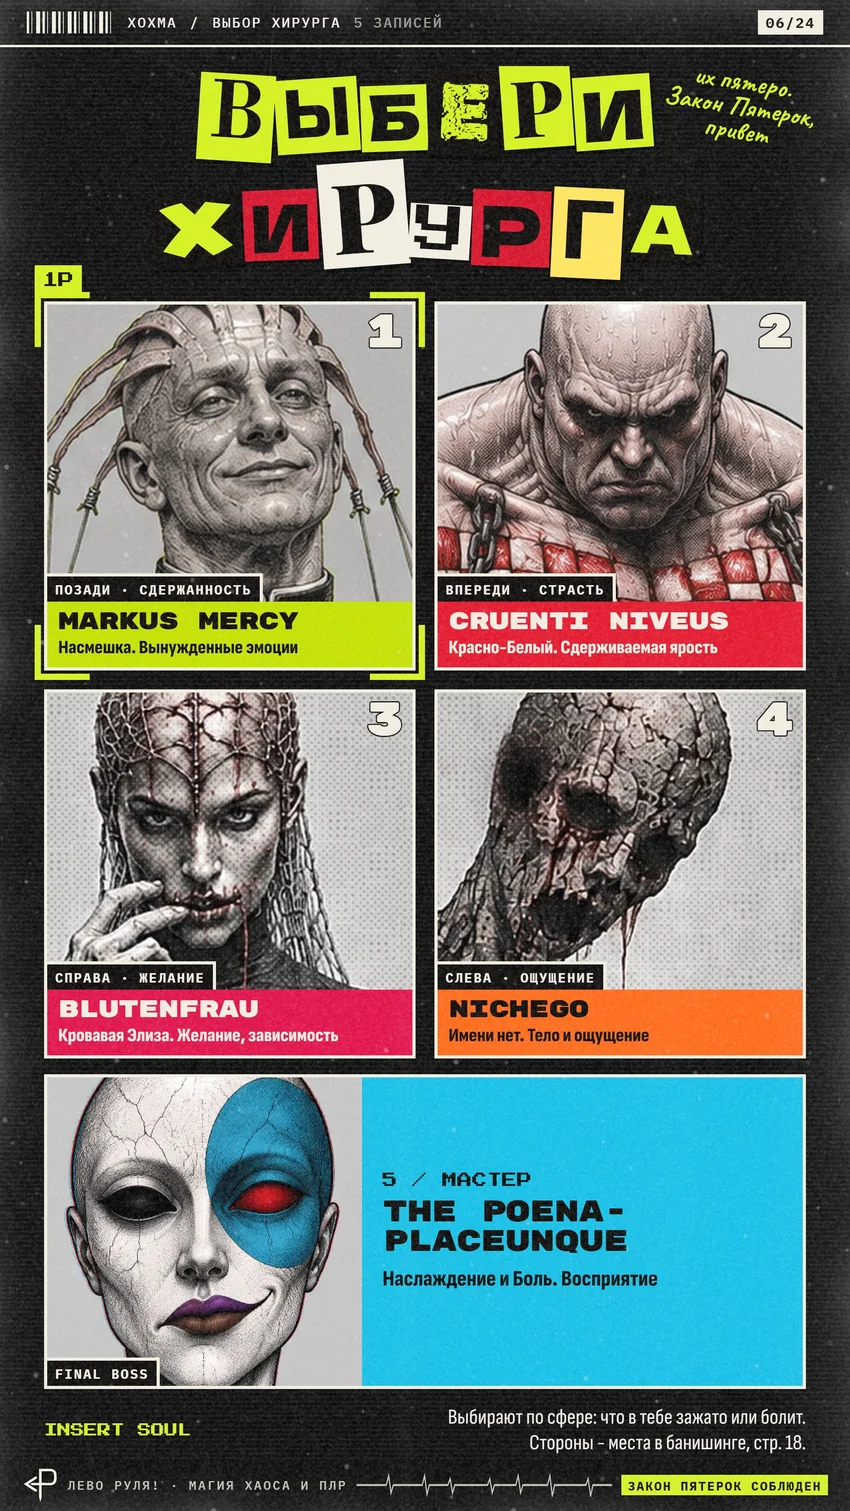 ХОХМА / ВЫБОР ХИРУРГА 5 ЗАПИСЕЙ
06/24
ВЫБЕРИ
ХИРУРГА
их пятеро.
Закон Пятерок,
привет
1P
1
ПОЗАДИ · СДЕРЖАННОСТЬ
MARKUS MERCY
Насмешка. Вынужденные эмоции
2
ВПЕРЕДИ · СТРАСТЬ
CRUENTI NIVEUS
Красно-Белый. Сдерживаемая ярость
3
СПРАВА · ЖЕЛАНИЕ
BLUTENFRAU
Кровавая Элиза. Желание, зависимость
4
СЛЕВА · ОЩУЩЕНИЕ
NICHEGO
Имени нет. Тело и ощущение
5 / МАСТЕР
THE POENA-
PLACEUNQUE
Наслаждение и Боль. Восприятие
FINAL BOSS
INSERT SOUL
Выбирают по сфере: что в тебе зажато или болит.
Стороны - места в банишинге, стр. 18.
ЛЕВО РУЛЯ! · МАГИЯ ХАОСА И ПЛР
ЗАКОН ПЯТЕРОК СОБЛЮДЕН